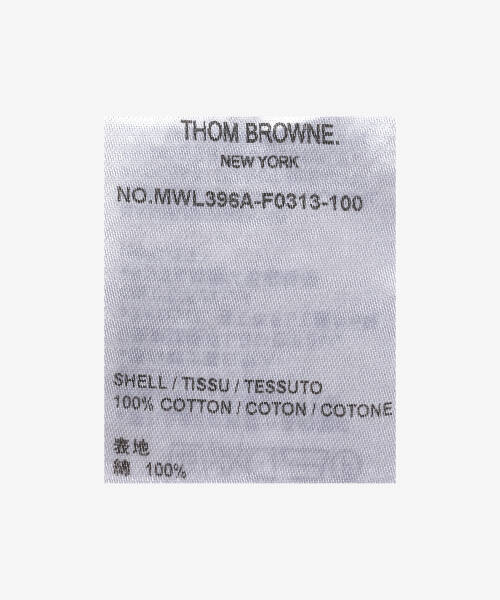 THOM BROWNE.
NEW YORK
NO.MWL396A-F0313-100
SHELL / TISSU / TESSUTO
100% COTTON / COTON / COTONE
表地
綿 100%